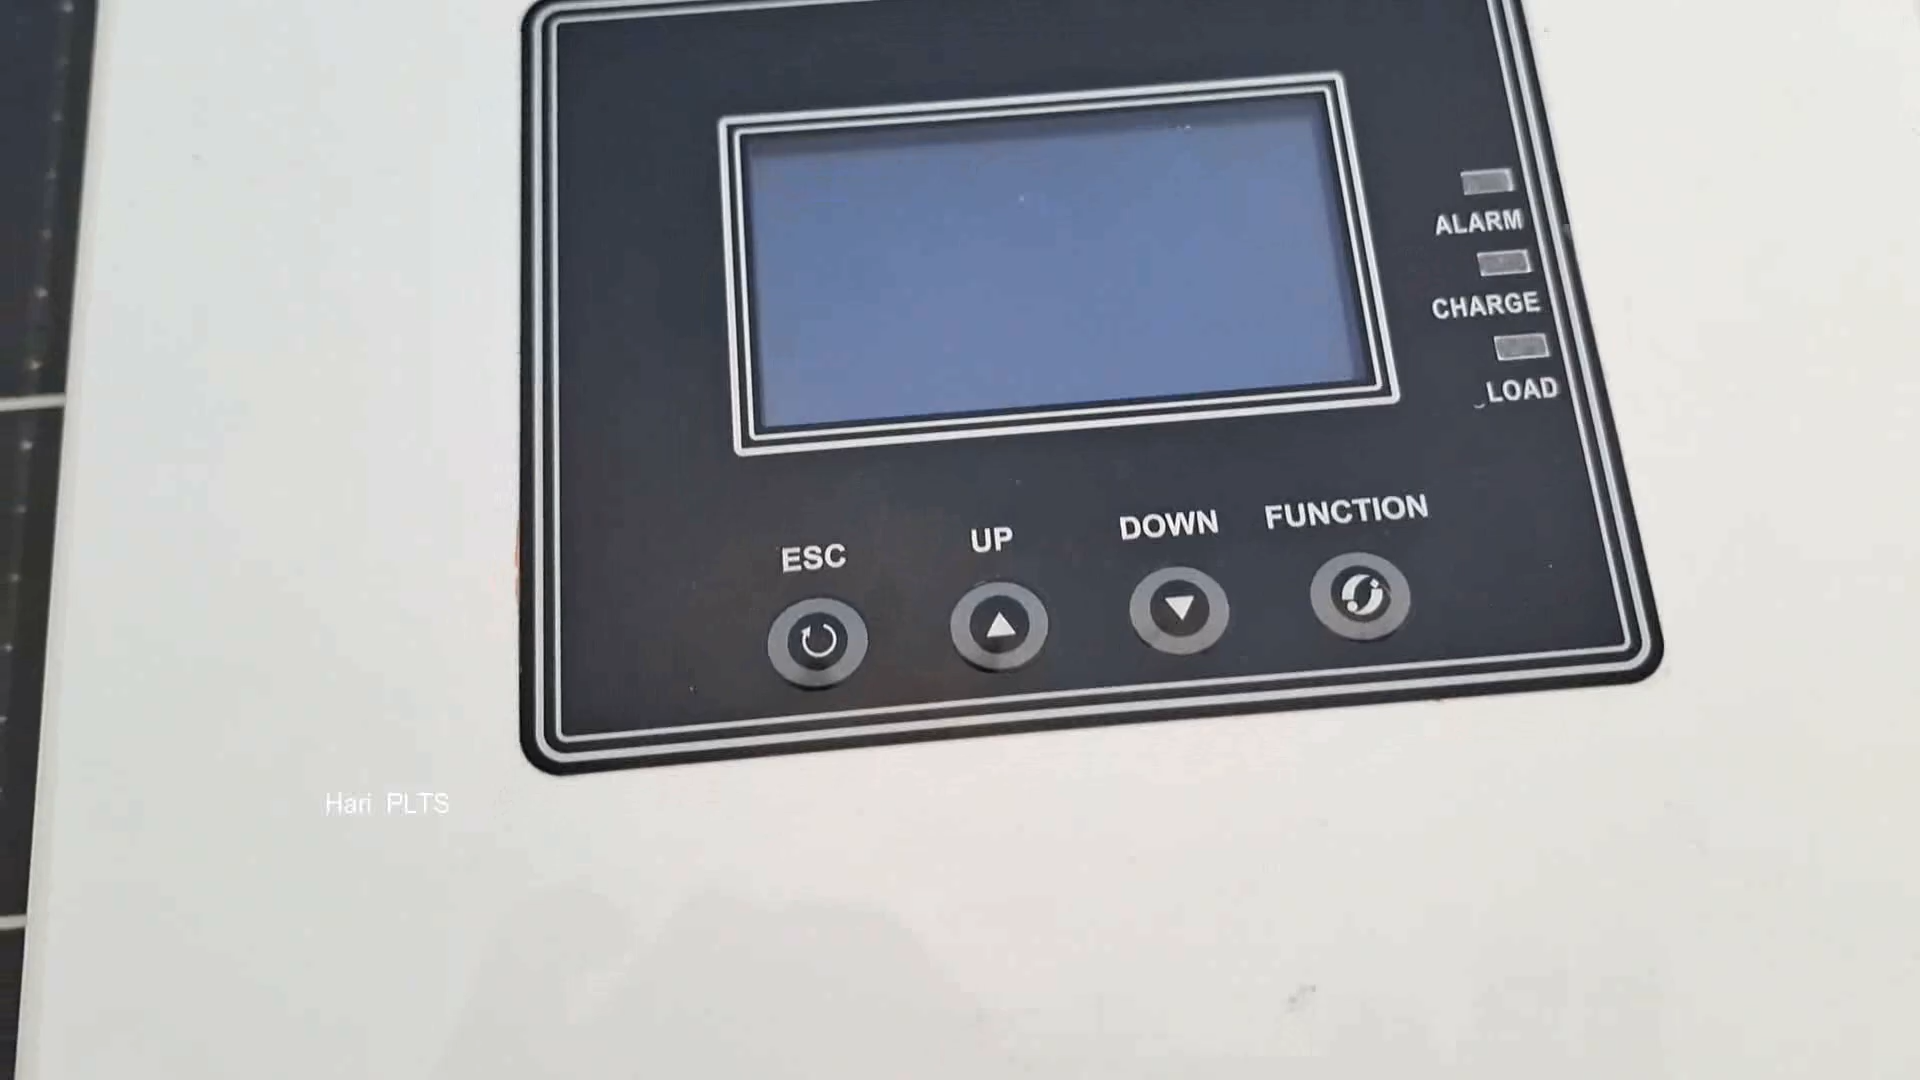 ALARM
CHARGE
LOAD
ESC
UP
DOWN
FUNCTION
Hari PLTS